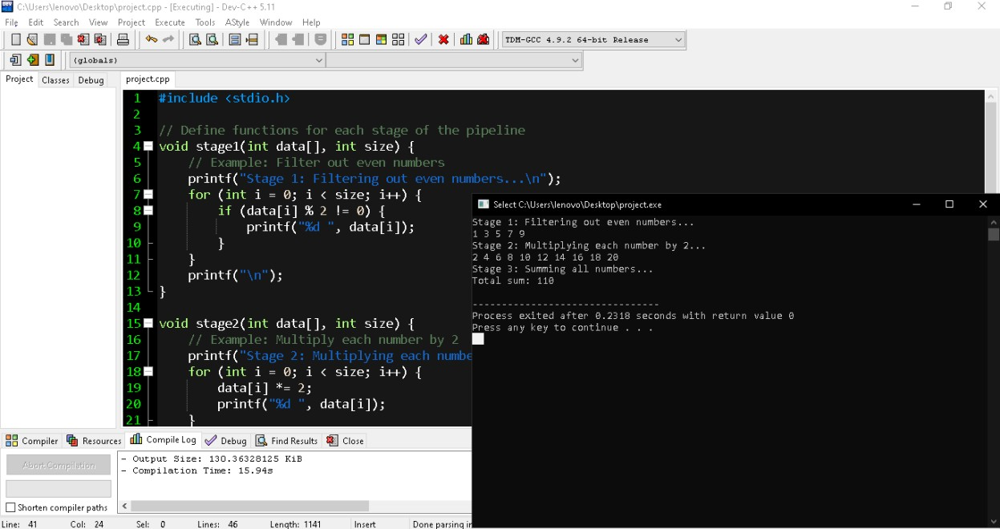 C:\Users\lenovo\Desktop\project.cpp - [Executing] - Dev-C++ 5.11
File Edit Search View Project Execute Tools AStyle Window Help
TDM-GCC 4.9.2 64-bit Release
(globals)
Project Classes Debug project.cpp
1 #include <stdio.h>
2
3 // Define functions for each stage of the pipeline
4 void stage1(int data[], int size) {
5 // Example: Filter out even numbers
6 printf("Stage 1: Filtering out even numbers...\n");
7 for (int i = 0; i < size; i++) {
8 if (data[i] % 2 != 0) {
9 printf("%d ", data[i]);
10 }
11 }
12 printf("\n");
13 }
14
15 void stage2(int data[], int size) {
16 // Example: Multiply each number by 2
17 printf("Stage 2: Multiplying each numbe
18 for (int i = 0; i < size; i++) {
19 data[i] *= 2;
20 printf("%d ", data[i]);
21 }
Select C:\Users\lenovo\Desktop\project.exe
Stage 1: Filtering out even numbers...
1 3 5 7 9
Stage 2: Multiplying each number by 2...
2 4 6 8 10 12 14 16 18 20
Stage 3: Summing all numbers...
Total sum: 110
--------------------------------
Process exited after 0.2318 seconds with return value 0
Press any key to continue . . .
Compiler Resources Compile Log Debug Find Results Close
Abort Compilation
- Output Size: 130.36328125 KiB
- Compilation Time: 15.94s
Shorten compiler paths
Line: 41 Col: 24 Sel: 0 Lines: 46 Length: 1141 Insert Done parsing in